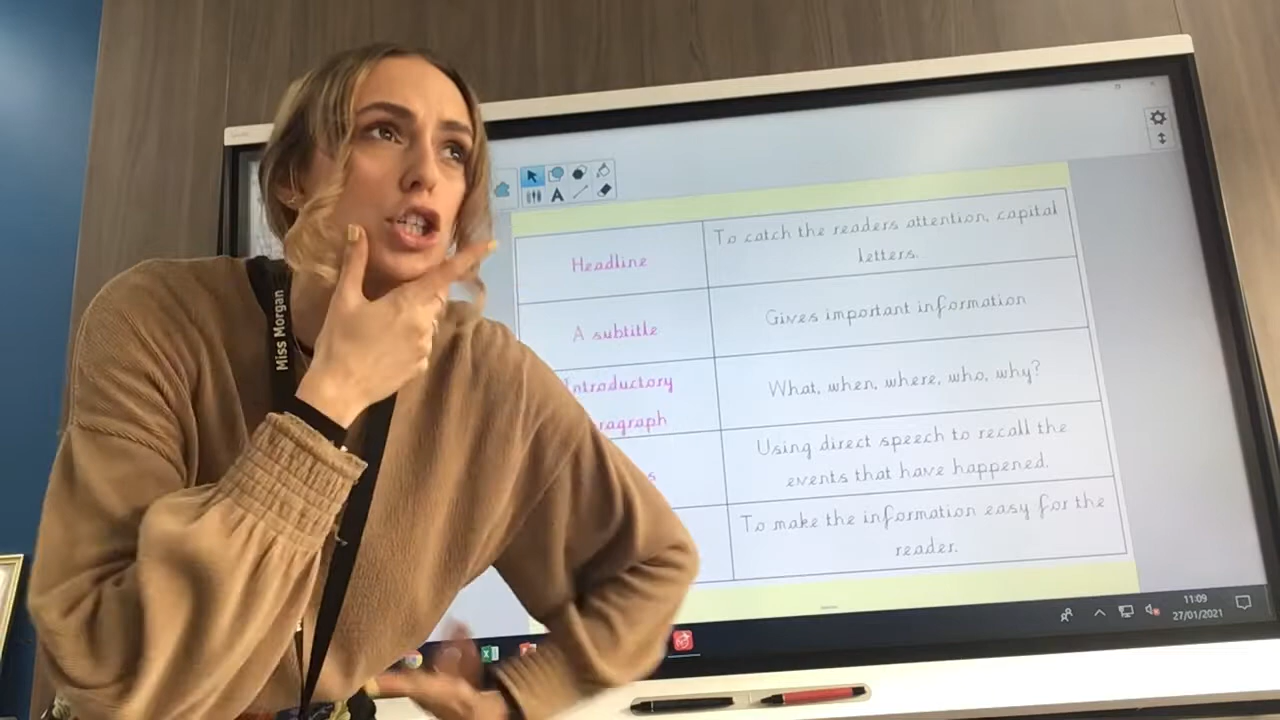 Miss Morgan
Headline
To catch the readers attention, capital
letters.
A subtitle
Gives important information
Introductory
What, when, where, who, why?
Using direct speech to recall the
events that have happened.
To make the information easy for the
reader.
11:09
27/01/2021